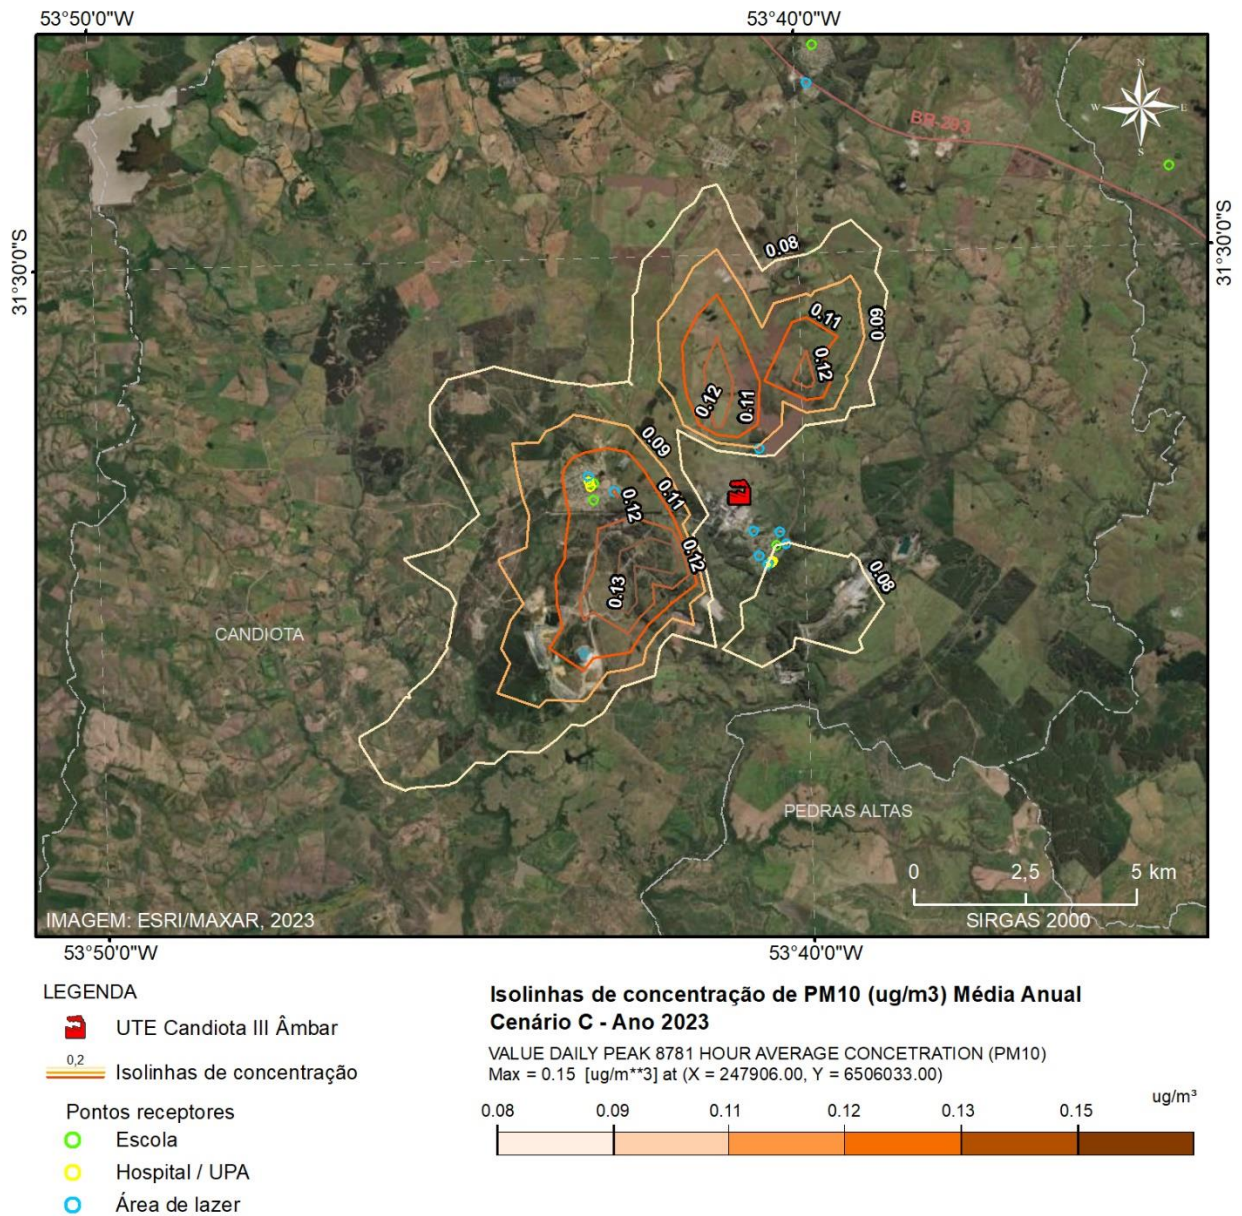 53°50'0"W
53°40'0"W
N
W
E
S
BR-293
31°30'0"S
31°30'0"S
0.08
0.09
0.11
0.12
0.12
0.11
0.09
0.11
0.12
0.12
0.13
0.08
CANDIOTA
PEDRAS ALTAS
0 2,5 5 km
SIRGAS 2000
IMAGEM: ESRI/MAXAR, 2023
53°50'0"W
53°40'0"W
LEGENDA
UTE Candiota III Âmbar
0,2
Isolinhas de concentração
Pontos receptores
Escola
Hospital / UPA
Área de lazer
Isolinhas de concentração de PM10 (ug/m3) Média Anual
Cenário C - Ano 2023
VALUE DAILY PEAK 8781 HOUR AVERAGE CONCETRATION (PM10)
Max = 0.15 [ug/m**3] at (X = 247906.00, Y = 6506033.00)
ug/m³
0.08 0.09 0.11 0.12 0.13 0.15